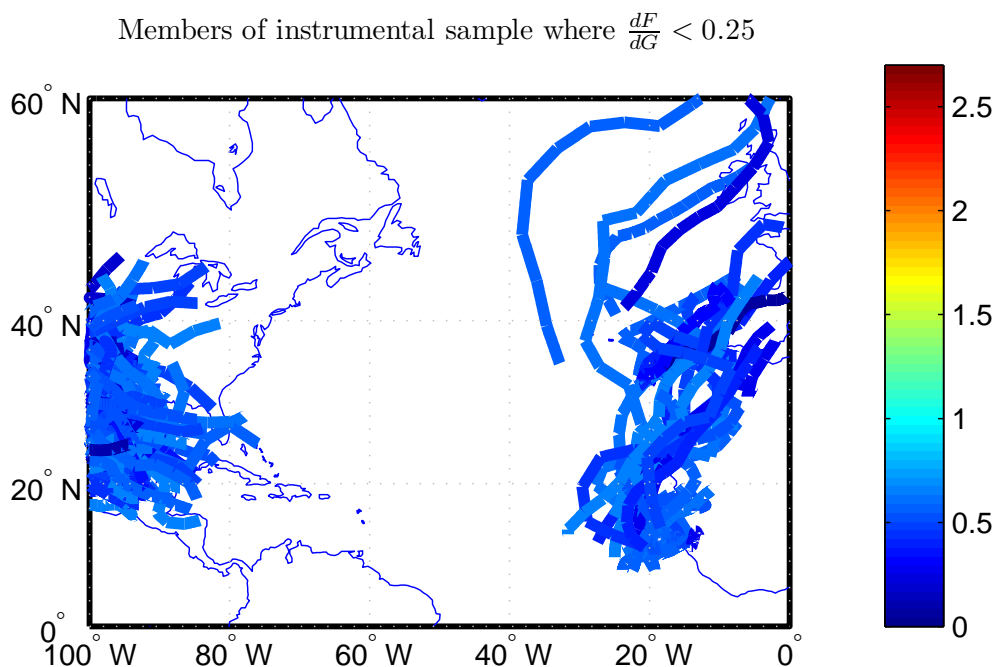 Members of instrumental sample where dF/dG < 0.25
60° N
40° N
20° N
0°
100° W
80° W
60° W
40° W
20° W
0°
2.5
2
1.5
1
0.5
0